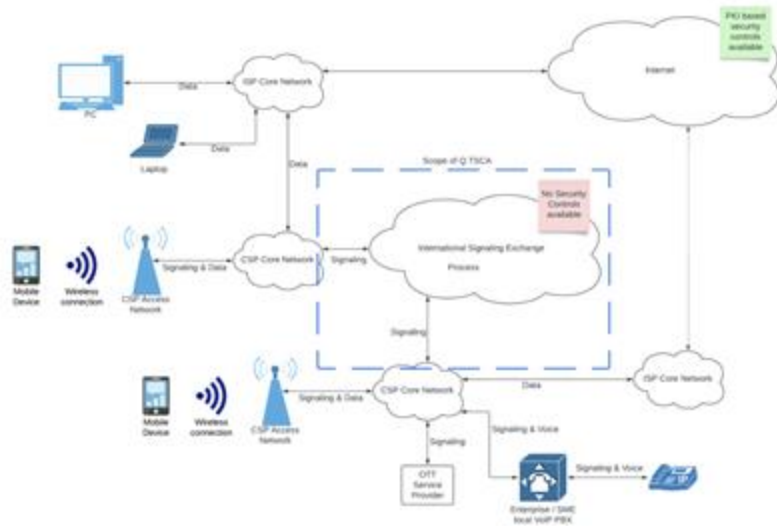 PKI based
security
controls
available
ISP Core Network
Internet
Data
PC
Data
Laptop
Data
Scope of Q TSCA
No Security
Controls
available
International Signaling Exchange
Process
CSP Core Network
Signaling
Signaling & Data
Mobile
Device
Wireless
connection
CSP Access
Network
Signaling
CSP Core Network
Data
ISP Core Network
Signaling & Data
Mobile
Device
Wireless
connection
CSP Access
Network
Signaling & Voice
Signaling
OTT
Service
Provider
Signaling & Voice
IP
Enterprise / SME
local VoIP PBX